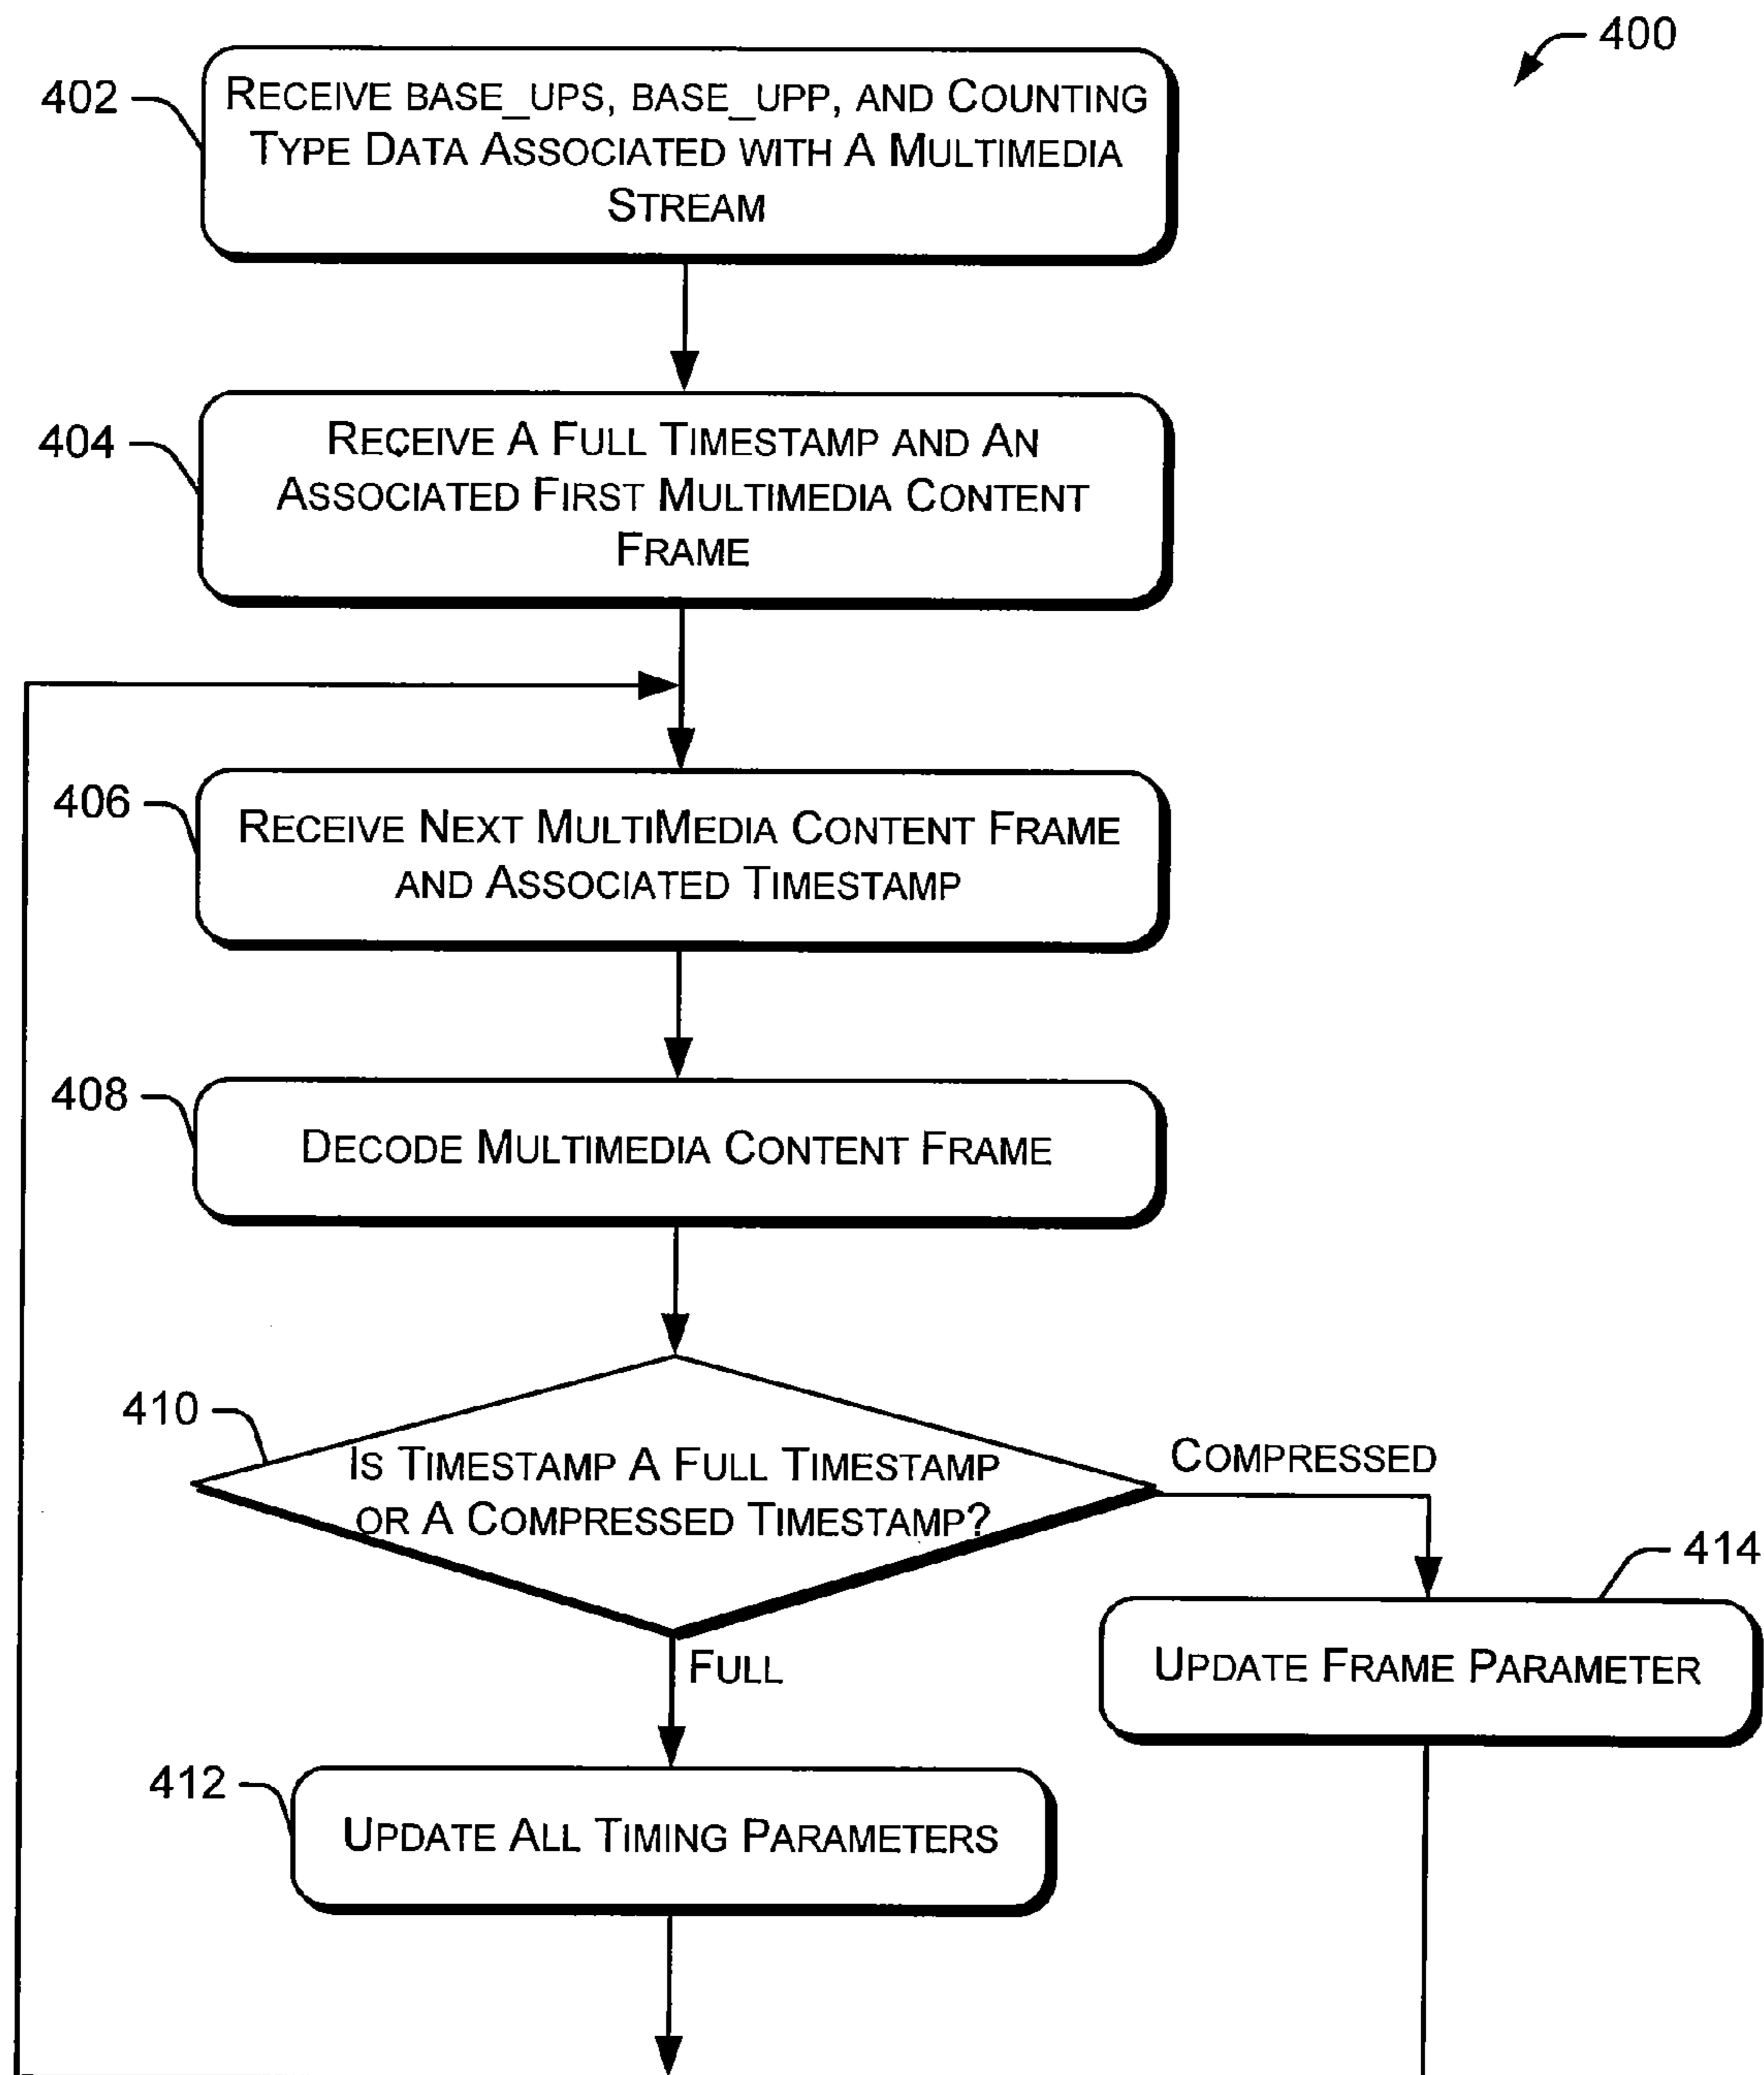 400
402
RECEIVE BASE_UPS, BASE_UPP, AND COUNTING
TYPE DATA ASSOCIATED WITH A MULTIMEDIA
STREAM
404
RECEIVE A FULL TIMESTAMP AND AN
ASSOCIATED FIRST MULTIMEDIA CONTENT
FRAME
406
RECEIVE NEXT MULTIMEDIA CONTENT FRAME
AND ASSOCIATED TIMESTAMP
408
DECODE MULTIMEDIA CONTENT FRAME
410
IS TIMESTAMP A FULL TIMESTAMP
OR A COMPRESSED TIMESTAMP?
COMPRESSED
414
UPDATE FRAME PARAMETER
FULL
412
UPDATE ALL TIMING PARAMETERS